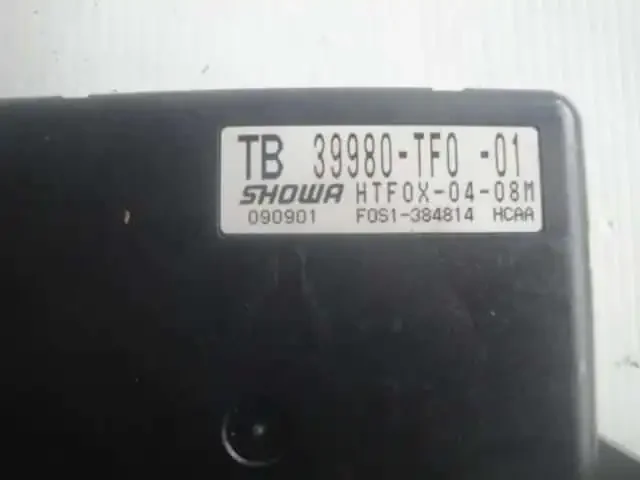 TB 39980-TF0 -01
SHOWA HTF0X-04-08M
090901 F0S1-384814 HCAA